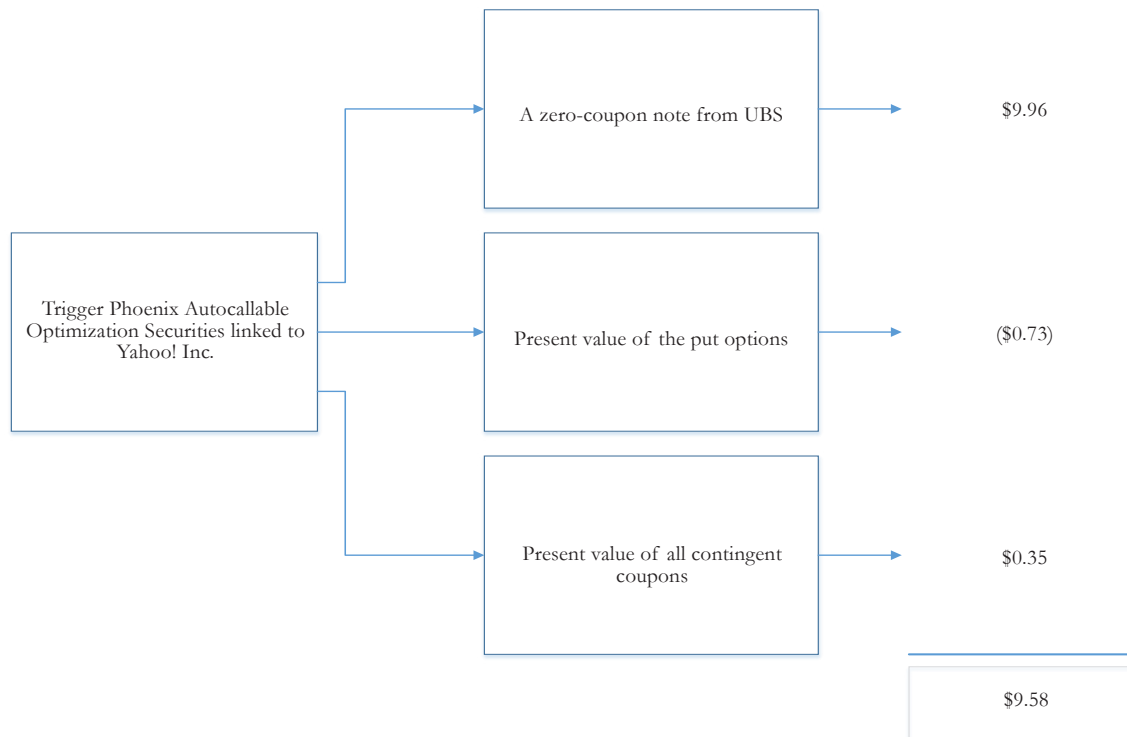 A zero-coupon note from UBS
$9.96
Trigger Phoenix Autocallable
Optimization Securities linked to
Yahoo! Inc.
Present value of the put options
($0.73)
Present value of all contingent
coupons
$0.35
$9.58